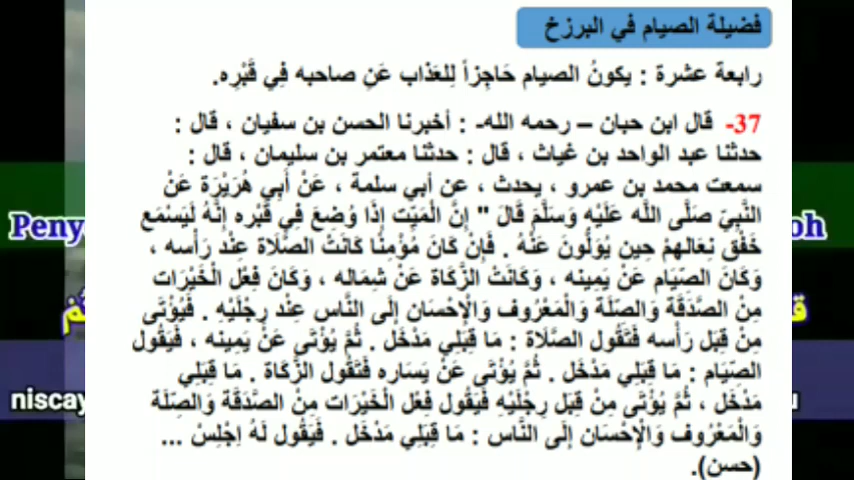 فضيلة الصيام في البرزخ
رابعة عشرة : يكونُ الصيام حَاجِزاً لِلعَذاب عَنِ صاحبه فِي قَبْرِه.
37- قال ابن حبان – رحمه الله- : أخبرنا الحسن بن سفيان ، قال :
حدثنا عبد الواحد بن غياث ، قال : حدثنا معتمر بن سليمان ، قال :
سمعت محمد بن عمرو ، يحدث ، عن أبي سلمة ، عَنْ أَبِي هُرَيْرَة عَنْ
النَّبِيّ صَلَّى اللَّه عَلَيْهِ وَسَلَّمَ قَالَ " إِنَّ الْمَيِّت إِذَا وُضِعَ فِي قَبْره إِنَّهُ لَيَسْمَع
خَفْق نِعَالهمْ حِين يُوَلُّونَ عَنْهُ . فَإِنْ كَانَ مُؤْمِنًا كَانَتْ الصَّلَاة عِنْد رَأْسه ،
وَكَانَ الصِّيَام عَنْ يَمِينه ، وَكَانَتْ الزَّكَاة عَنْ شِمَاله ، وَكَانَ فِعْل الْخَيْرَات
مِنْ الصَّدَقَة وَالصِّلَة وَالْمَعْرُوف وَالْإِحْسَان إِلَى النَّاس عِنْد رِجْلَيْهِ . فَيُؤْتَى
مِنْ قِبَل رَأْسه فَتَقُول الصَّلَاة : مَا قِبَلِي مَدْخَل . ثُمَّ يُؤْتَى عَنْ يَمِينه ، فَيَقُول
الصِّيَام : مَا قِبَلِي مَدْخَل . ثُمَّ يُؤْتَى عَنْ يَسَاره فَتَقُول الزَّكَاة . مَا قِبَلِي
مَدْخَل ، ثُمَّ يُؤْتَى مِنْ قِبَل رِجْلَيْهِ فَيَقُول فِعْل الْخَيْرَات مِنْ الصَّدَقَة وَالصِّلَة
وَالْمَعْرُوف وَالْإِحْسَان إِلَى النَّاس : مَا قِبَلِي مَدْخَل . فَيَقُول لَهُ اِجْلِسْ ...
(حسن).